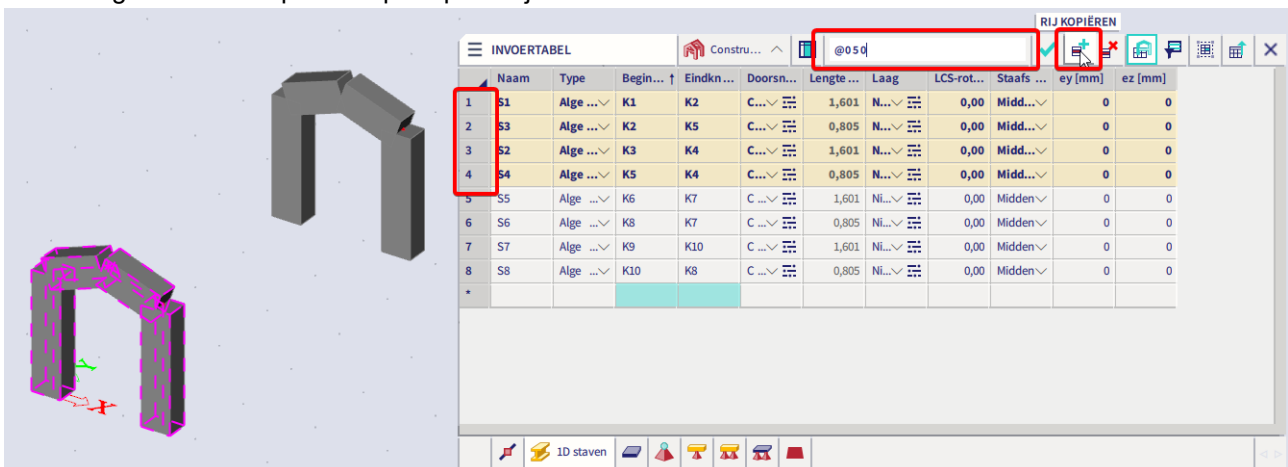 RIJ KOPIËREN
INVOERTABEL Constru... @0 5 0
Naam Type Begin... ↑ Eindkn... Doorsn... Lengte ... Laag LCS-rot... Staafs ... ey [mm] ez [mm]
1 S1 Alge ... K1 K2 C... 1,601 N... 0,00 Midd... 0 0
2 S3 Alge ... K2 K5 C... 0,805 N... 0,00 Midd... 0 0
3 S2 Alge ... K3 K4 C... 1,601 N... 0,00 Midd... 0 0
4 S4 Alge ... K5 K4 C... 0,805 N... 0,00 Midd... 0 0
5 S5 Alge ... K6 K7 C ... 1,601 Ni... 0,00 Midden 0 0
6 S6 Alge ... K8 K7 C ... 0,805 Ni... 0,00 Midden 0 0
7 S7 Alge ... K9 K10 C ... 1,601 Ni... 0,00 Midden 0 0
8 S8 Alge ... K10 K8 C ... 0,805 Ni... 0,00 Midden 0 0
*
Y
X
1D staven